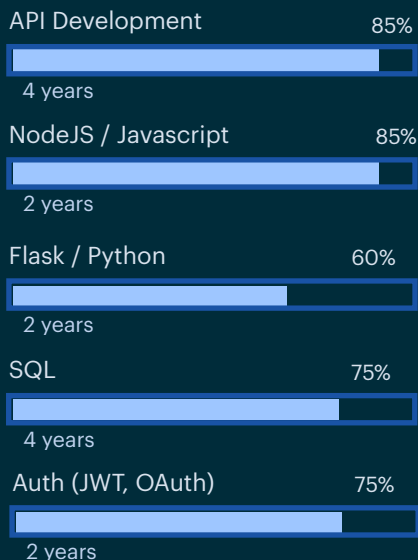 API Development 85%
4 years
NodeJS / Javascript 85%
2 years
Flask / Python 60%
2 years
SQL 75%
4 years
Auth (JWT, OAuth) 75%
2 years